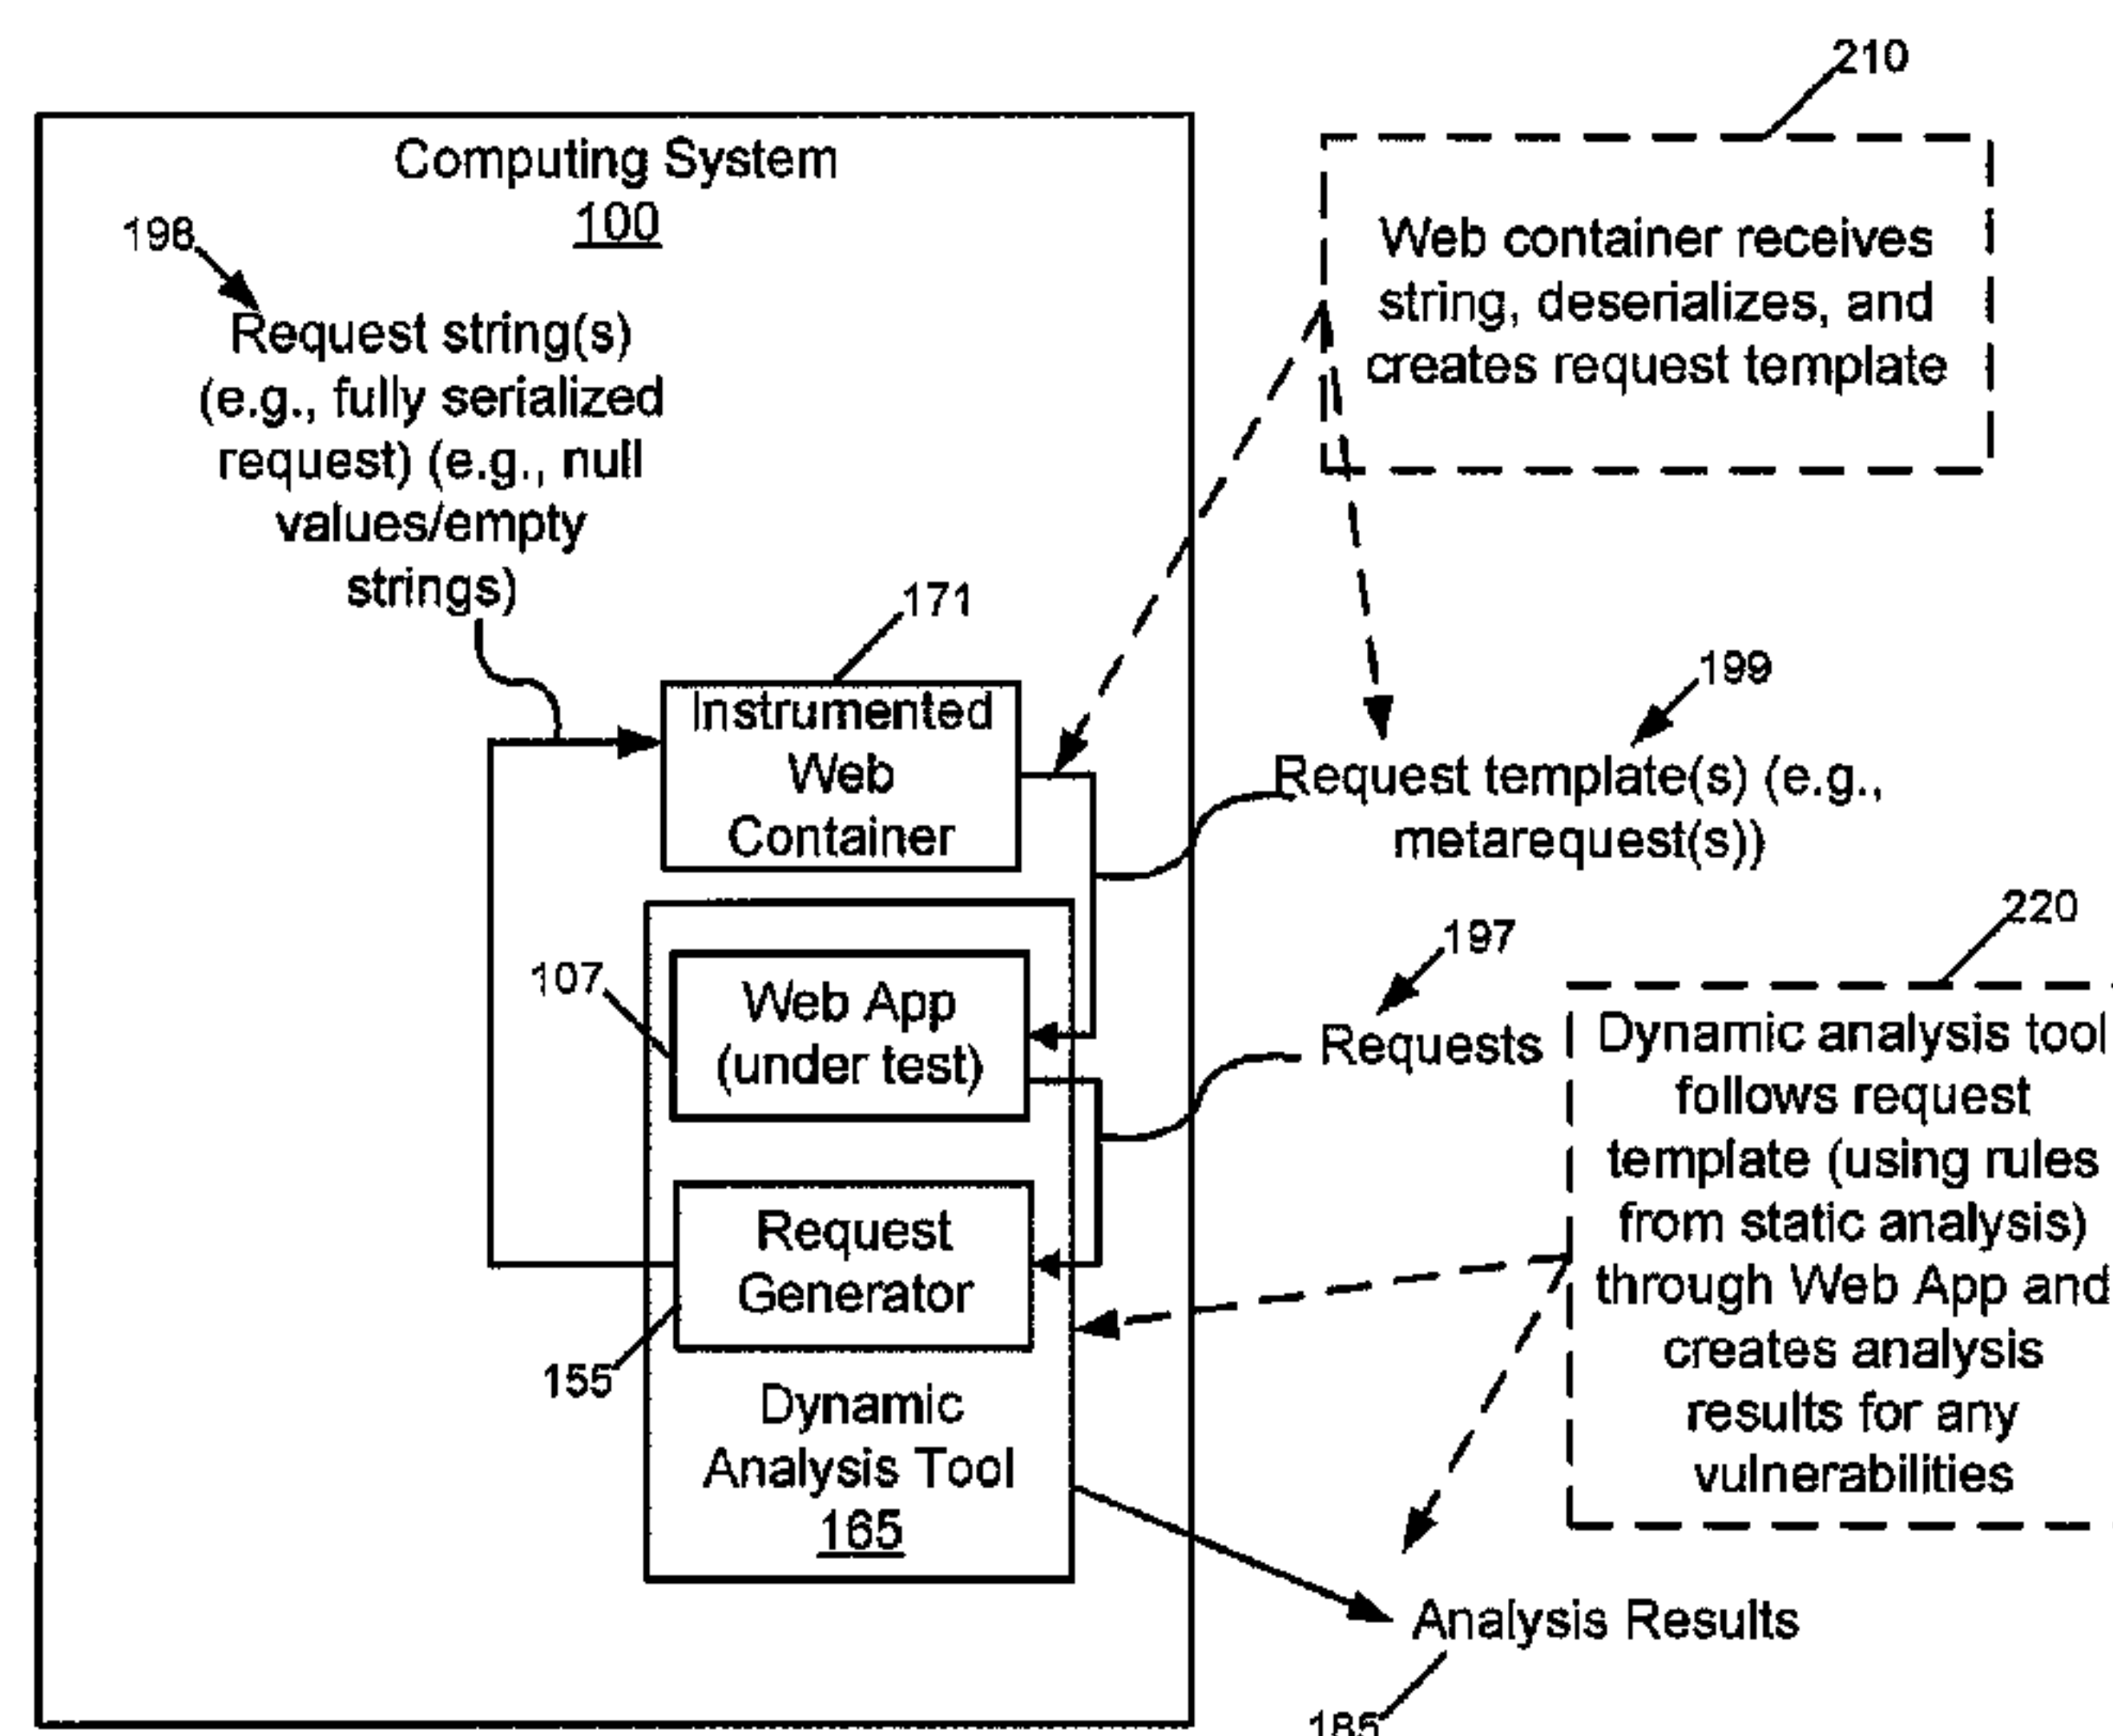 210
Computing System
100
198
Request string(s)
(e.g., fully serialized
request) (e.g., null
values/empty
strings)
Web container receives
string, deserializes, and
creates request template
171
Instrumented
Web
Container
199
Request template(s) (e.g.,
metarequest(s))
107
Web App
(under test)
197
Requests
220
Dynamic analysis tool
follows request
template (using rules
from static analysis)
through Web App and
creates analysis
results for any
vulnerabilities
Request
Generator
155
Dynamic
Analysis Tool
165
Analysis Results
185